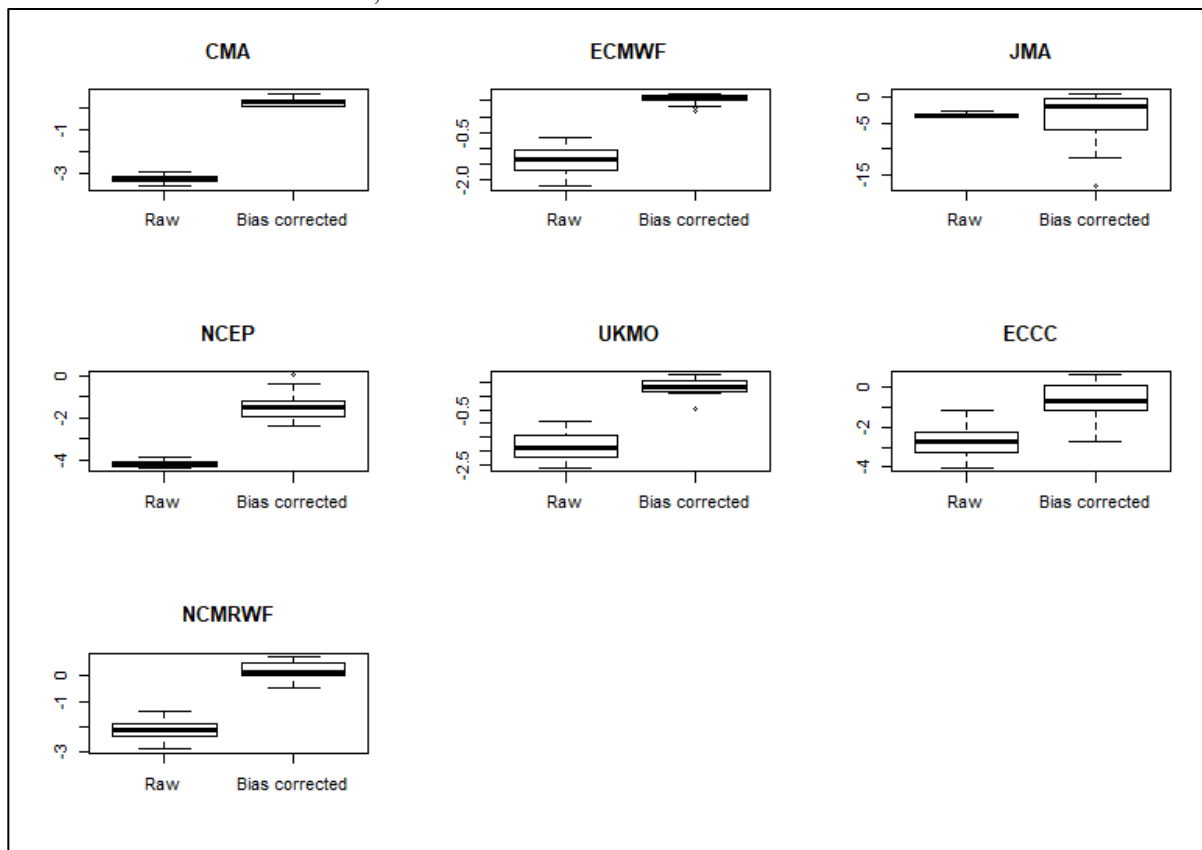 CMA
-1
-3
Raw
Bias corrected
ECMWF
-0.5
-2.0
Raw
Bias corrected
JMA
0
-5
-15
Raw
Bias corrected
NCEP
0
-2
-4
Raw
Bias corrected
UKMO
-0.5
-2.5
Raw
Bias corrected
ECCC
0
-2
-4
Raw
Bias corrected
NCMRWF
0
-1
-3
Raw
Bias corrected